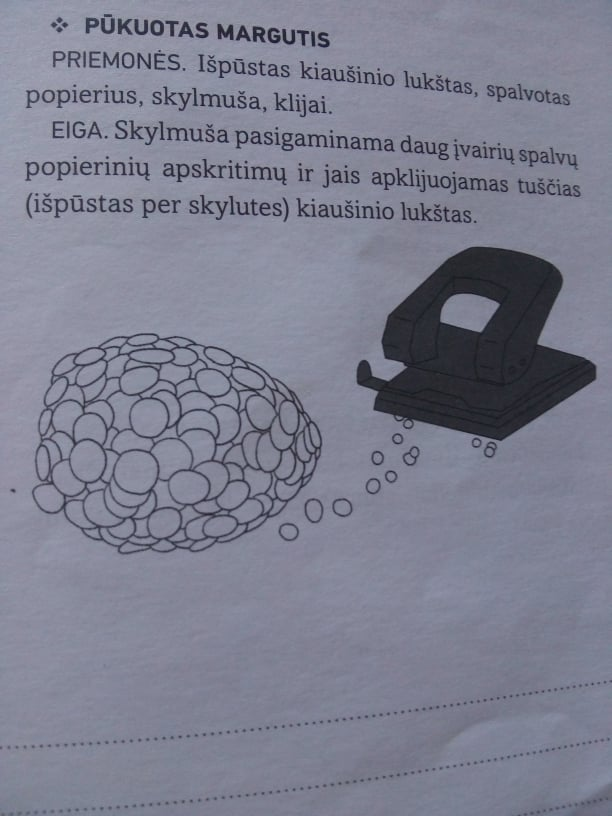 ❖ PŪKUOTAS MARGUTIS
PRIEMONĖS. Išpūstas kiaušinio lukštas, spalvotas
popierius, skylmuša, klijai.
EIGA. Skylmuša pasigaminama daug įvairių spalvų
popierinių apskritimų ir jais apklijuojamas tuščias
(išpūstas per skylutes) kiaušinio lukštas.